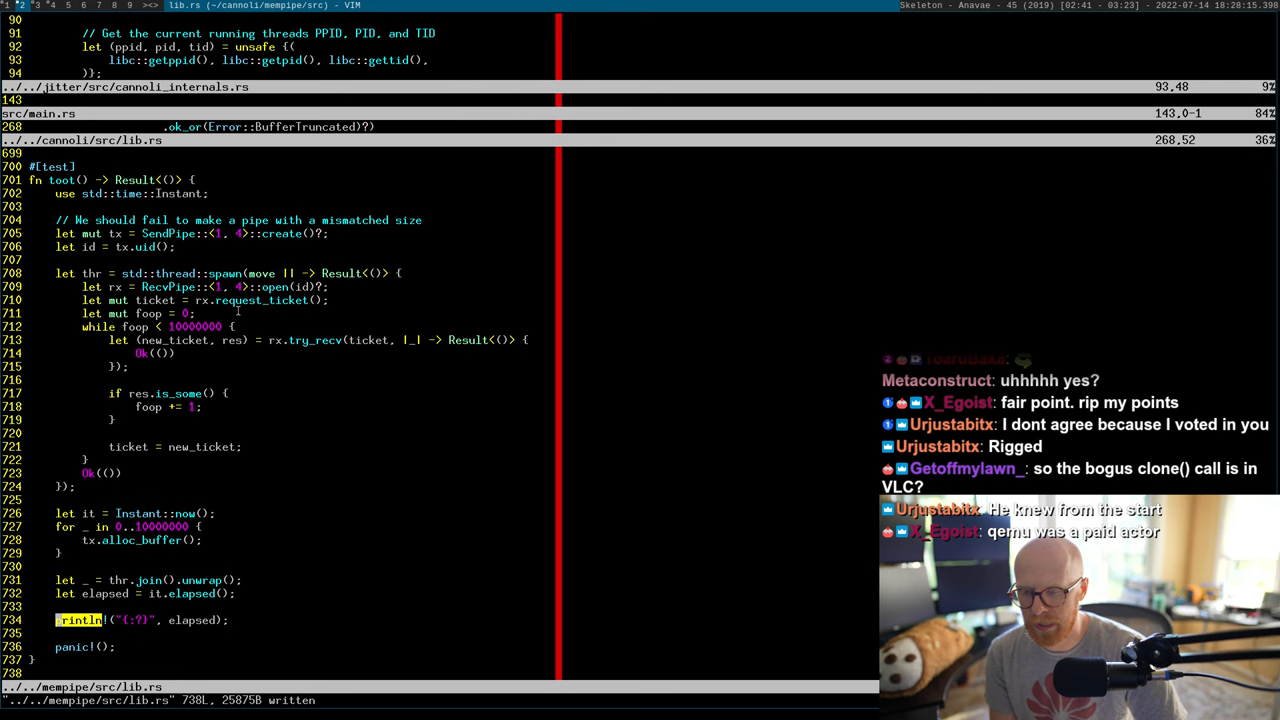 1 2 3 4 5 6 7 8 9 ><> lib.rs (~/cannoli/mempipe/src) - VIM
Skeleton - Anavae - 45 (2019) [02:41 - 03:23] - 2022-07-14 18:28:15.398
90
91 // Get the current running threads PPID, PID, and TID
92 let (ppid, pid, tid) = unsafe {(
93 libc::getppid(), libc::getpid(), libc::gettid(),
94 )};
../../jitter/src/cannoli_internals.rs 93,48 9%
143
src/main.rs 143,0-1 84%
268 .ok_or(Error::BufferTruncated)?)
../../cannoli/src/lib.rs 268,52 36%
699
700 #[test]
701 fn toot() -> Result<()> {
702 use std::time::Instant;
703
704 // We should fail to make a pipe with a mismatched size
705 let mut tx = SendPipe::<1, 4>::create()?;
706 let id = tx.uid();
707
708 let thr = std::thread::spawn(move || -> Result<()> {
709 let rx = RecvPipe::<1, 4>::open(id)?;
710 let mut ticket = rx.request_ticket();
711 let mut foop = 0;
712 while foop < 10000000 {
713 let (new_ticket, res) = rx.try_recv(ticket, |_| -> Result<()> {
714 Ok(())
715 });
716
717 if res.is_some() {
718 foop += 1;
719 }
720
721 ticket = new_ticket;
722 }
723 Ok(())
724 });
725
726 let it = Instant::now();
727 for _ in 0..10000000 {
728 tx.alloc_buffer();
729 }
730
731 let _ = thr.join().unwrap();
732 let elapsed = it.elapsed();
733
734 println!("{:?}", elapsed);
735
736 panic!();
737 }
738
../../mempipe/src/lib.rs
"../../mempipe/src/lib.rs" 738L, 25875B written
ToaruBaka:
Metaconstruct: uhhhhh yes?
X_Egoist: fair point. rip my points
Urjustabitx: I dont agree because I voted in you
Urjustabitx: Rigged
Getoffmylawn_: so the bogus clone() call is in
VLC?
Urjustabitx: He knew from the start
X_Egoist: qemu was a paid actor